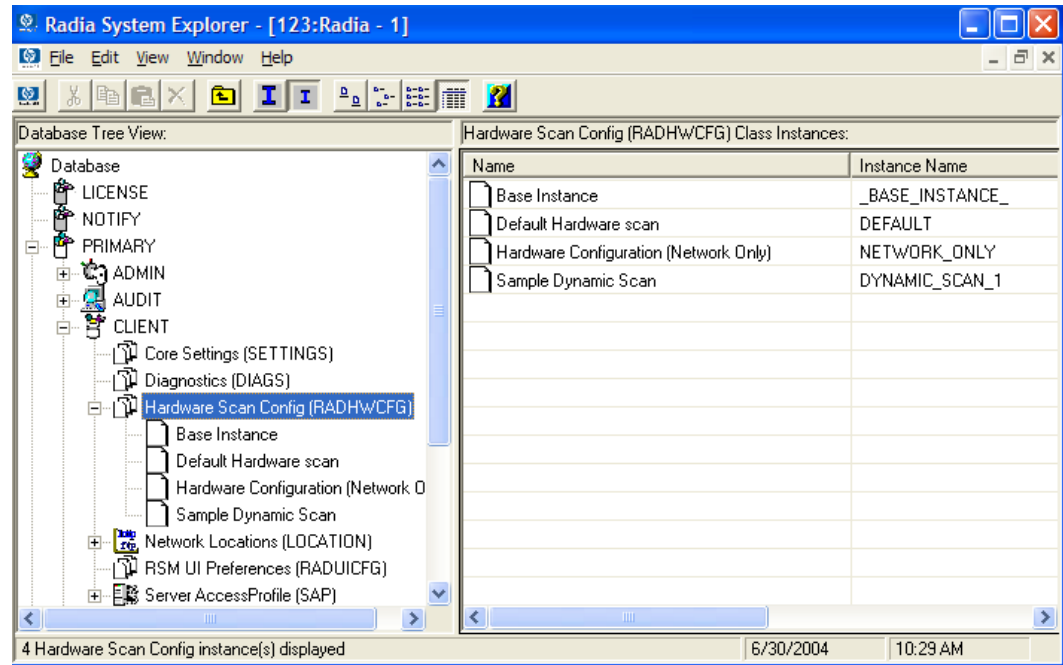 Radia System Explorer - [123:Radia - 1]
File Edit View Window Help
Database Tree View:
Hardware Scan Config (RADHWCFG) Class Instances:
Database
LICENSE
NOTIFY
PRIMARY
ADMIN
AUDIT
CLIENT
Core Settings (SETTINGS)
Diagnostics (DIAGS)
Hardware Scan Config (RADHWCFG)
Base Instance
Default Hardware scan
Hardware Configuration (Network O
Sample Dynamic Scan
Network Locations (LOCATION)
RSM UI Preferences (RADUICFG)
Server AccessProfile (SAP)
Name Instance Name
Base Instance _BASE_INSTANCE_
Default Hardware scan DEFAULT
Hardware Configuration (Network Only) NETWORK_ONLY
Sample Dynamic Scan DYNAMIC_SCAN_1
4 Hardware Scan Config instance(s) displayed 6/30/2004 10:29 AM